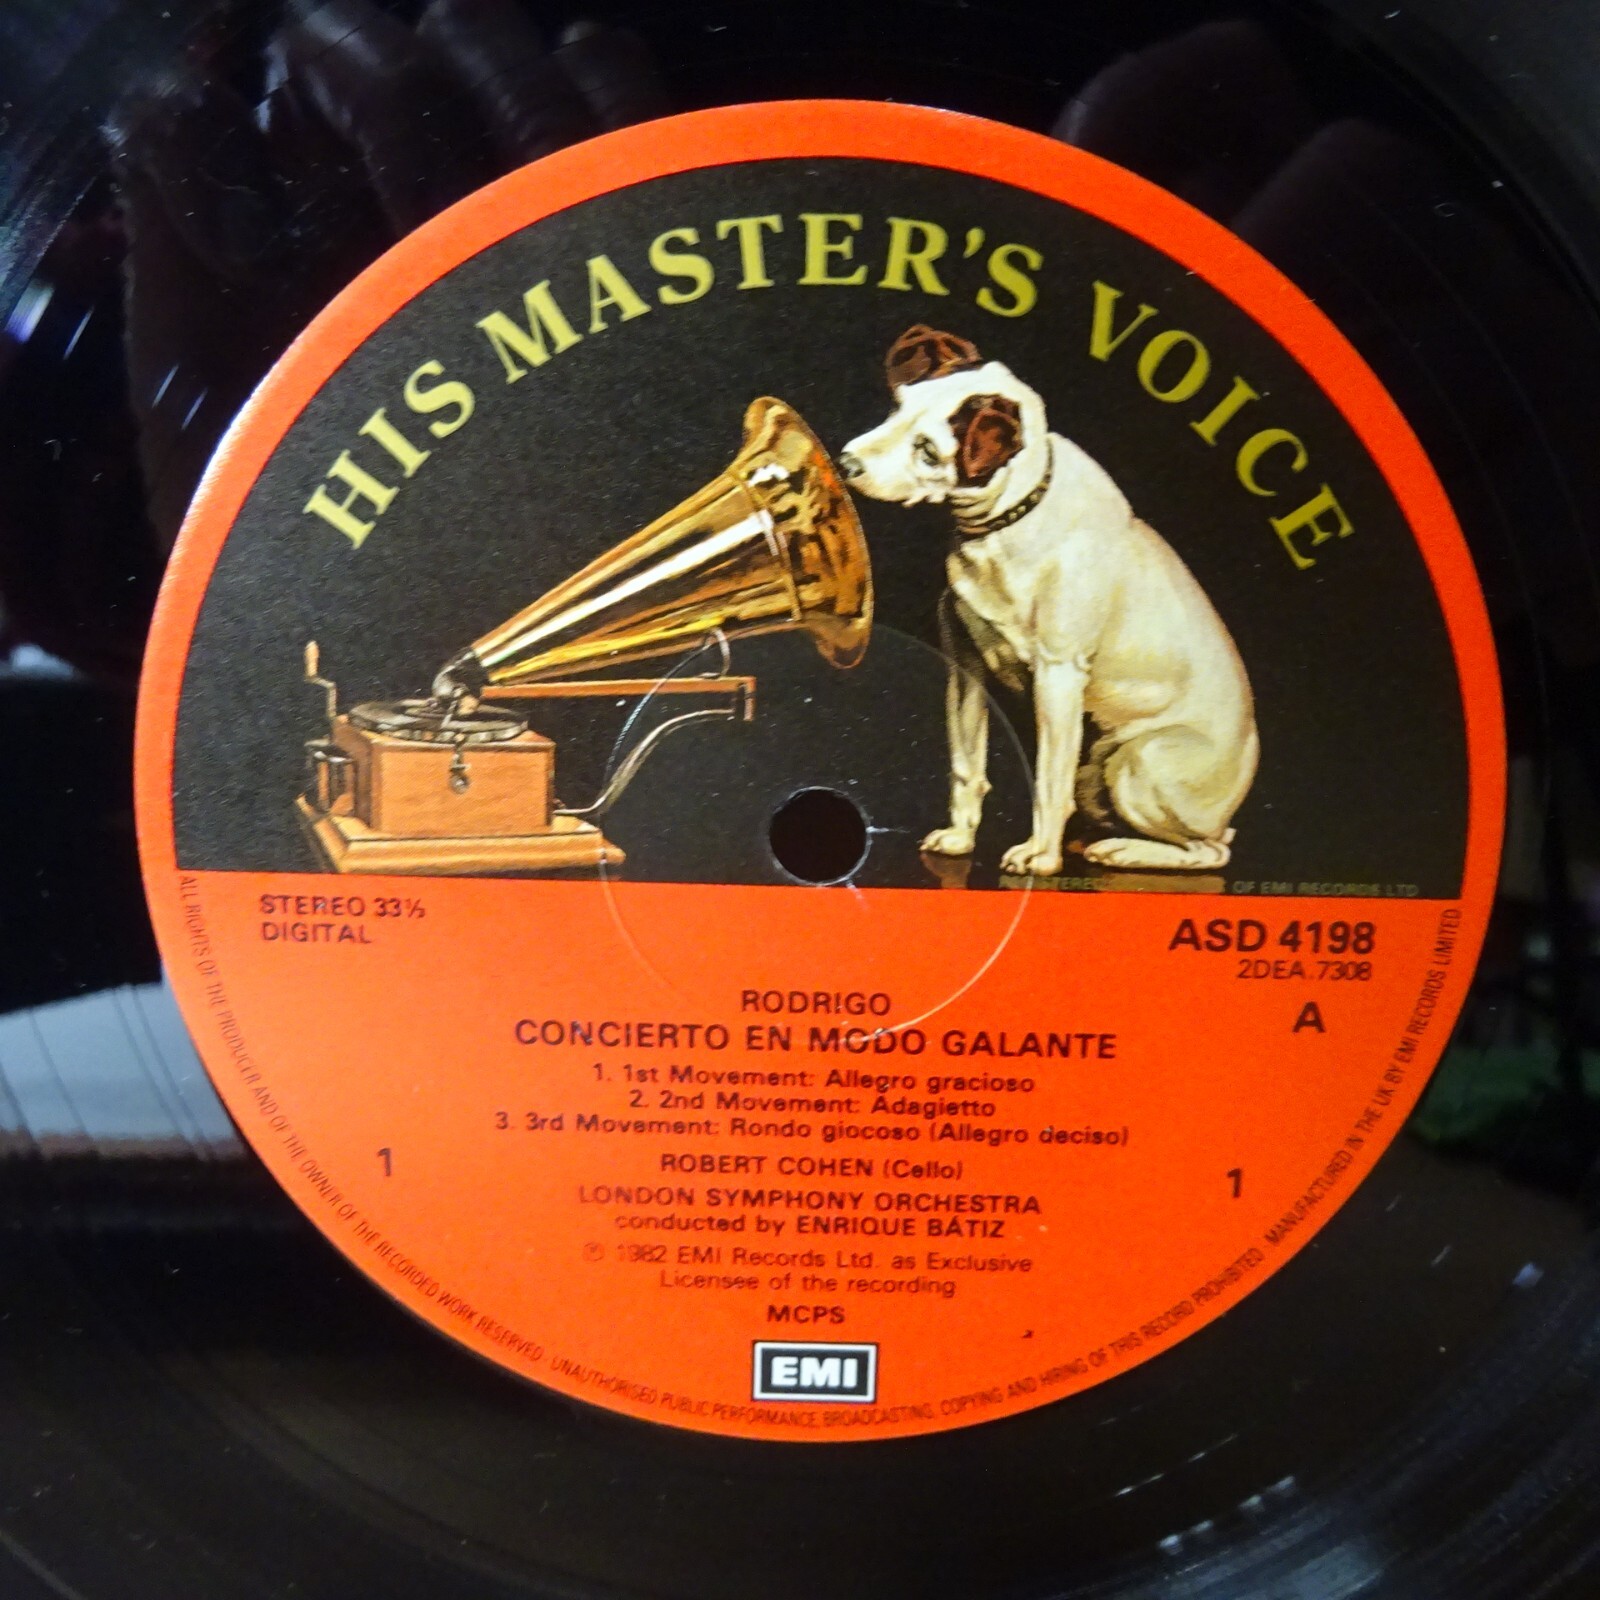 HIS MASTER'S VOICE
OF EMI RECORDS LTD
STEREO 33⅓
DIGITAL
ASD 4198
2DEA.7308
A
RODRIGO
CONCIERTO EN MODO GALANTE
1. 1st Movement: Allegro gracioso
2. 2nd Movement: Adagietto
3. 3rd Movement: Rondo giocoso (Allegro deciso)
1
1
ROBERT COHEN (Cello)
LONDON SYMPHONY ORCHESTRA
conducted by ENRIQUE BÁTIZ
℗ 1982 EMI Records Ltd. as Exclusive
Licensee of the recording
MCPS
EMI
ALL RIGHTS OF THE PRODUCER AND OF THE OWNER OF THE RECORDED WORK RESERVED · UNAUTHORISED PUBLIC PERFORMANCE, BROADCASTING, COPYING AND HIRING OF THIS RECORD PROHIBITED · MANUFACTURED IN THE UK BY EMI RECORDS LIMITED